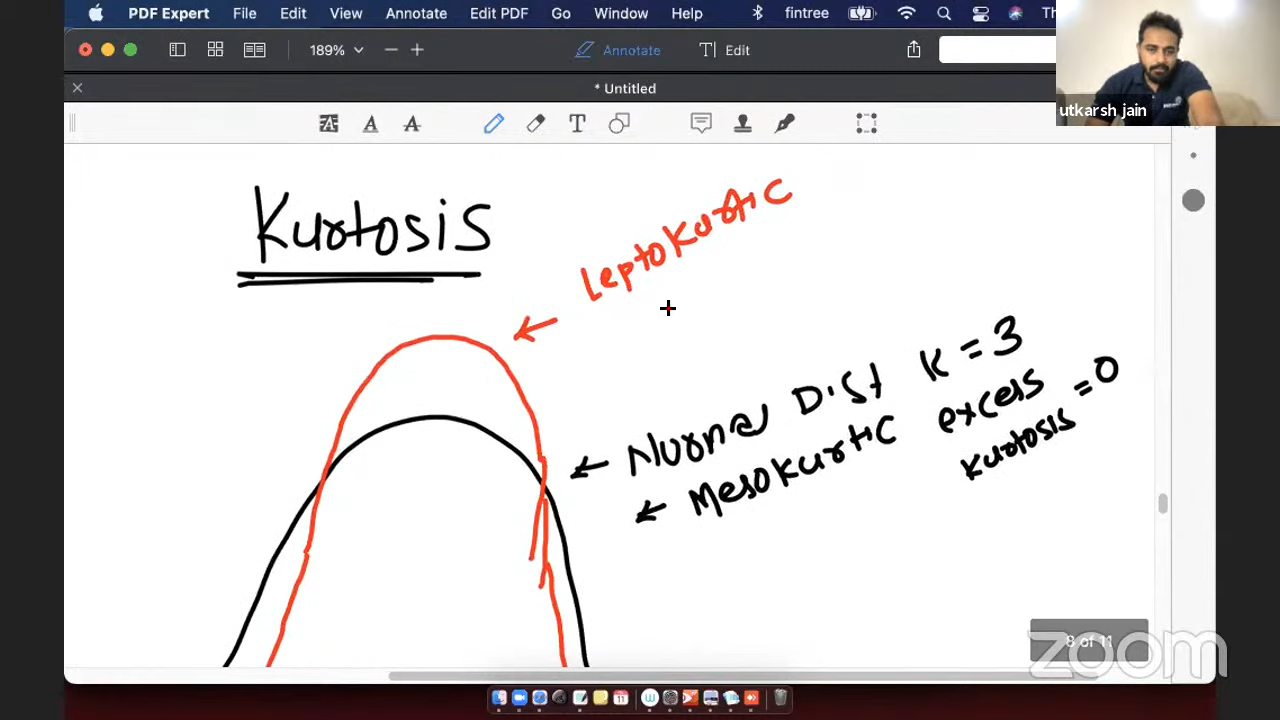 PDF Expert File Edit View Annotate Edit PDF Go Window Help fintree Th
189% Annotate T Edit
utkarsh jain
* Untitled
Kurtosis
Leptokurtic
Normal Dist K = 3
Mesokurtic excess kurtosis = 0
8 of 11
zoom